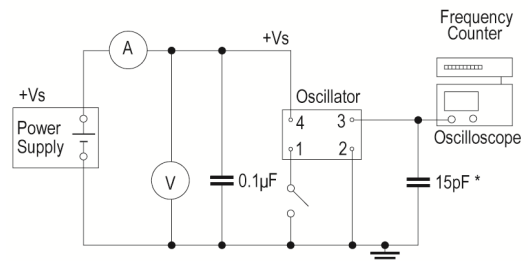 Frequency
Counter
A
+Vs
Oscillator
+Vs
Power
Supply
4 3
1 2
Oscilloscope
V
0.1µF
15pF *